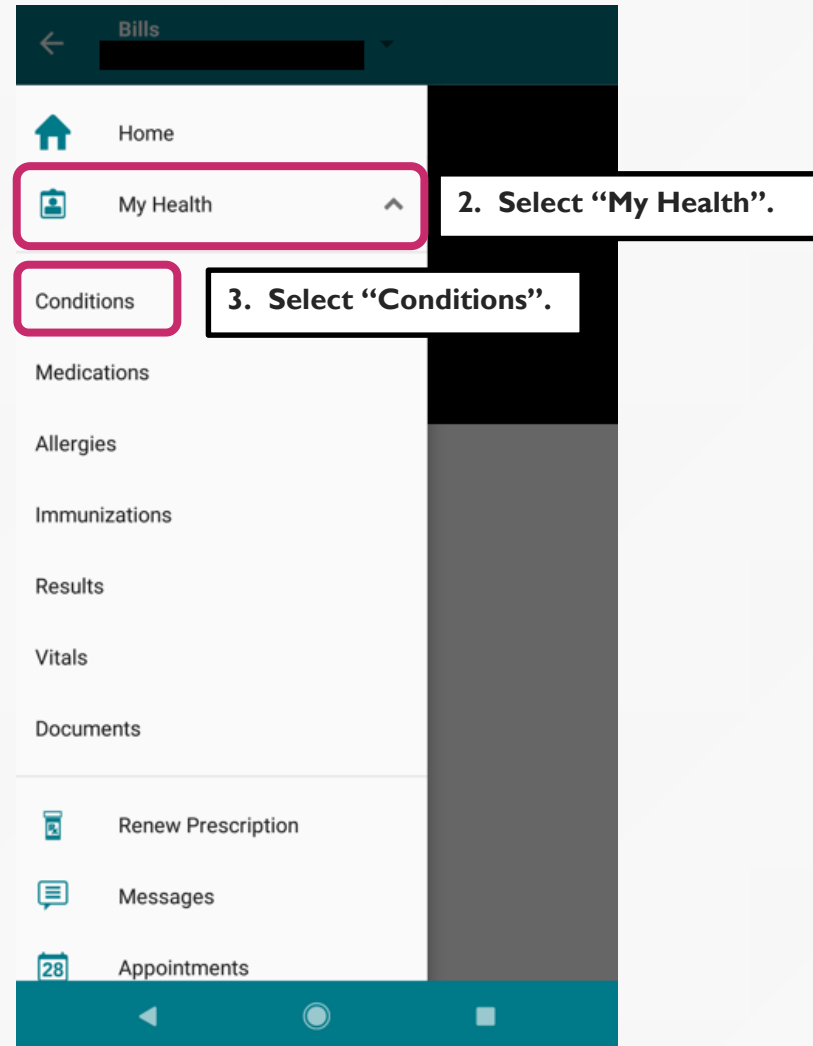 Bills
Home
My Health
2. Select “My Health”.
Conditions
3. Select “Conditions”.
Medications
Allergies
Immunizations
Results
Vitals
Documents
Renew Prescription
Messages
28
Appointments